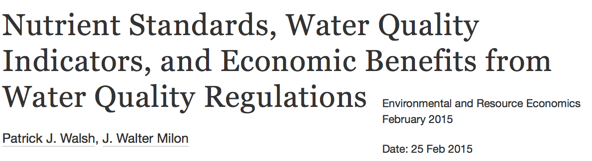 Nutrient Standards, Water Quality
Indicators, and Economic Benefits from
Water Quality Regulations
Environmental and Resource Economics
February 2015
Patrick J. Walsh, J. Walter Milon
Date: 25 Feb 2015